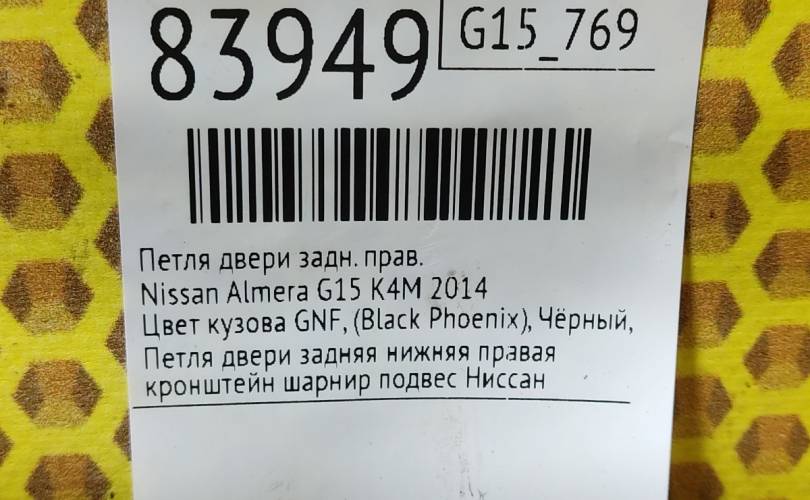 83949
G15_769
Петля двери задн. прав.
Nissan Almera G15 K4M 2014
Цвет кузова GNF, (Black Phoenix), Чёрный,
Петля двери задняя нижняя правая
кронштейн шарнир подвес Ниссан